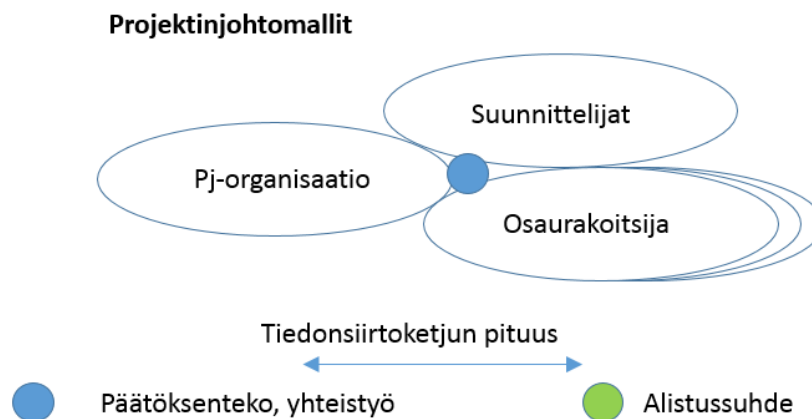 Projektinjohtomallit
Suunnittelijat
Pj-organisaatio
Osaurakoitsija
Tiedonsiirtoketjun pituus
Päätöksenteko, yhteistyö
Alistussuhde